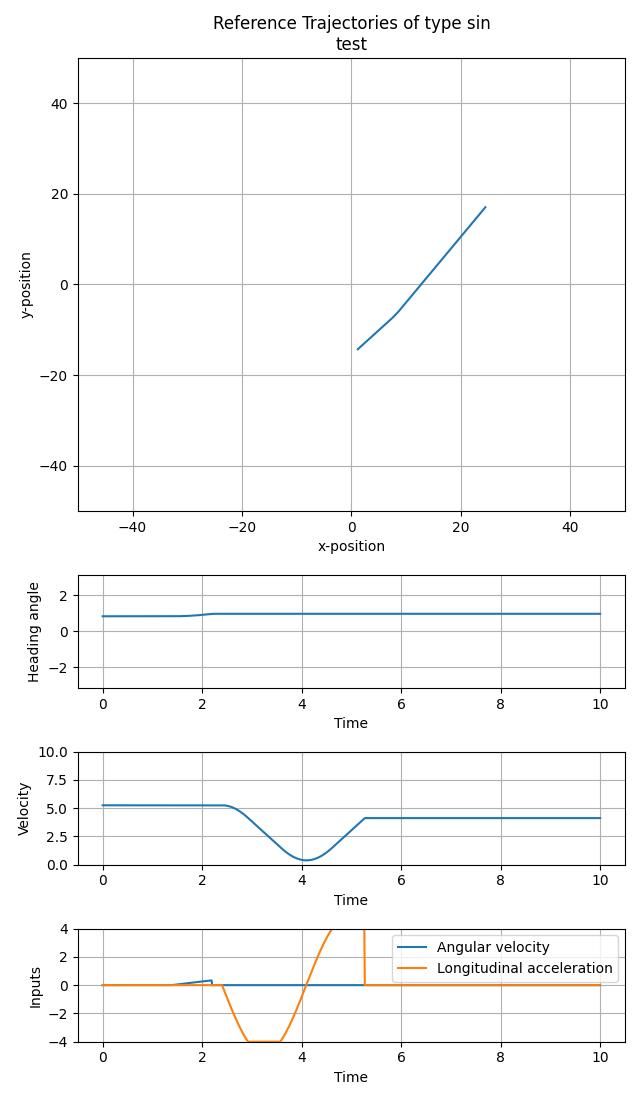 Reference Trajectories of type sin
test
40
20
0
−20
−40
y-position
−40 −20 0 20 40
x-position
2
0
−2
Heading angle
0 2 4 6 8 10
Time
10.0
7.5
5.0
2.5
0.0
Velocity
0 2 4 6 8 10
Time
4
2
0
−2
−4
Inputs
Angular velocity
Longitudinal acceleration
0 2 4 6 8 10
Time